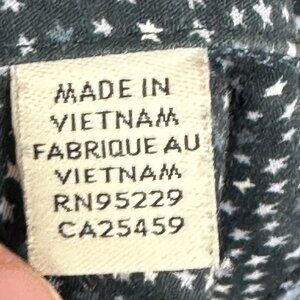 MADE IN
VIETNAM
FABRIQUE AU
VIETNAM
RN95229
CA25459